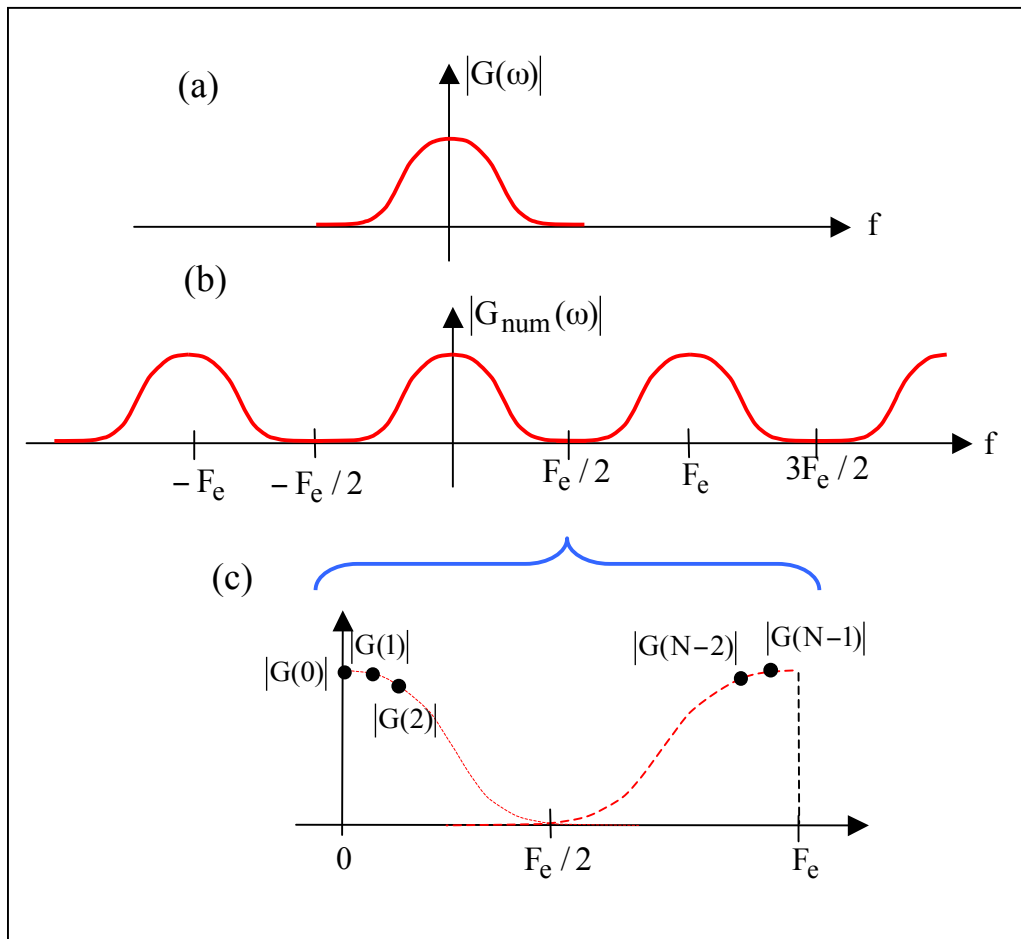 (a)
|G(ω)|
f
(b)
|G_num(ω)|
f
− F_e
− F_e / 2
F_e / 2
F_e
3F_e / 2
(c)
|G(0)|
|G(1)|
|G(2)|
|G(N−2)|
|G(N−1)|
0
F_e / 2
F_e